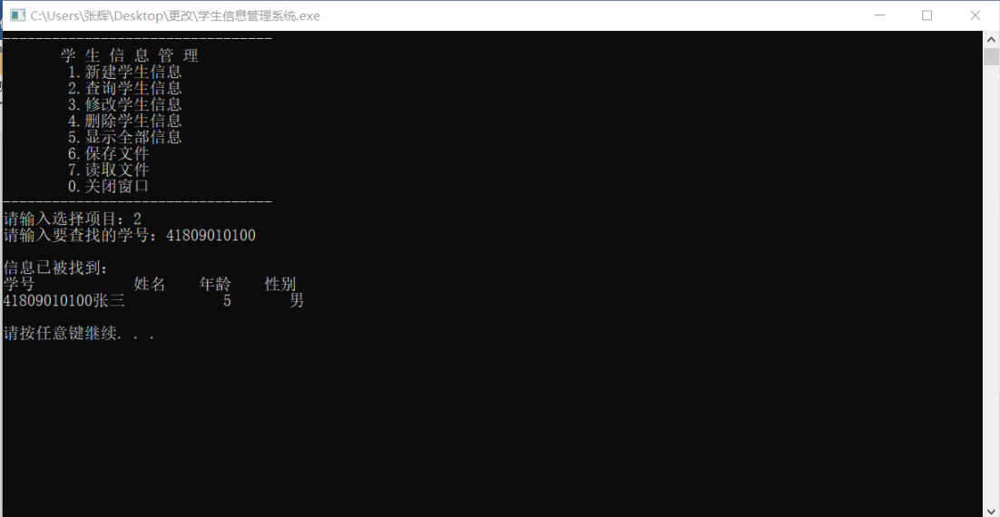 C:\Users\张辉\Desktop\更改\学生信息管理系统.exe
---------------------------------
学 生 信 息 管 理
1.新建学生信息
2.查询学生信息
3.修改学生信息
4.删除学生信息
5.显示全部信息
6.保存文件
7.读取文件
0.关闭窗口
---------------------------------
请输入选择项目：2
请输入要查找的学号：41809010100
信息已被找到：
学号 姓名 年龄 性别
41809010100张三 5 男
请按任意键继续. . .